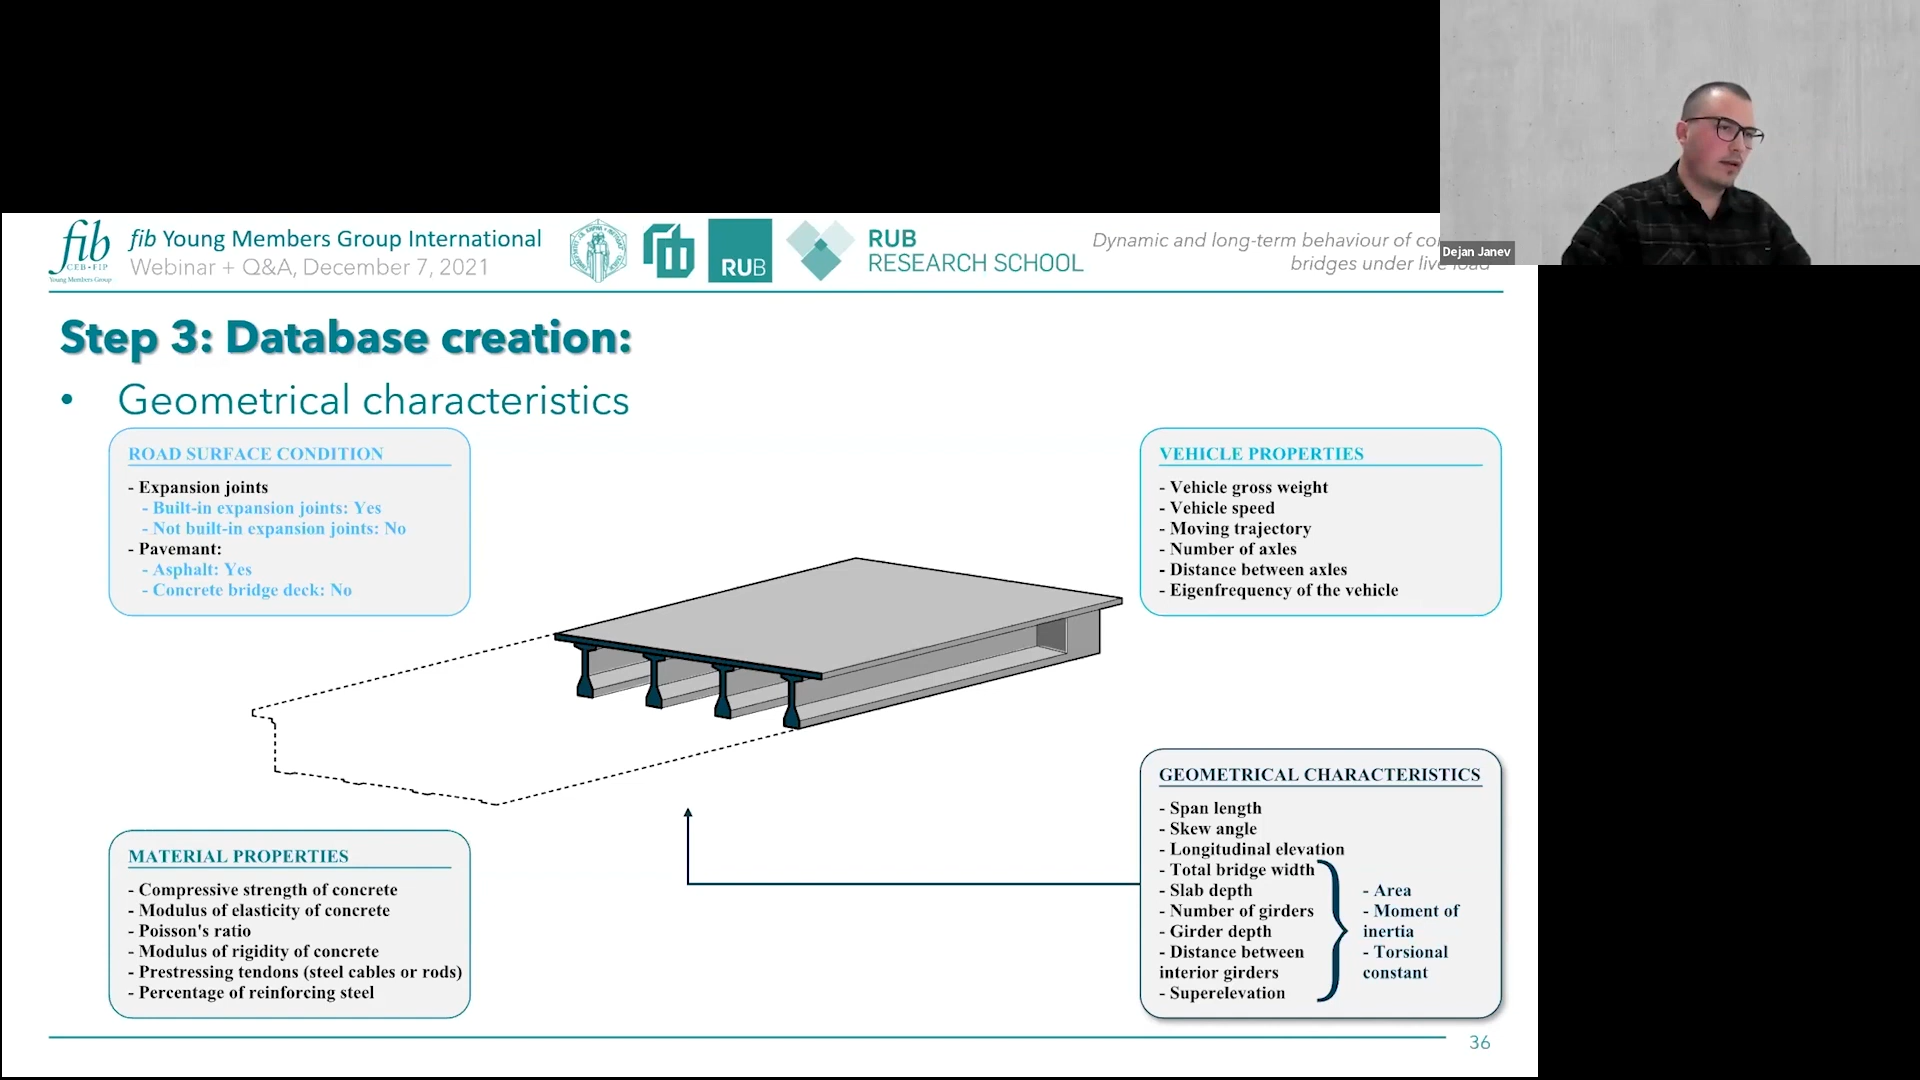 fib
CEB-FIP
Young Members Group
fib Young Members Group International
Webinar + Q&A, December 7, 2021
RUB
RUB
RESEARCH SCHOOL
Dynamic and long-term behaviour of
bridges under live load
Dejan Janev
Step 3: Database creation:
• Geometrical characteristics
ROAD SURFACE CONDITION
- Expansion joints
- Built-in expansion joints: Yes
- Not built-in expansion joints: No
- Pavemant:
- Asphalt: Yes
- Concrete bridge deck: No
VEHICLE PROPERTIES
- Vehicle gross weight
- Vehicle speed
- Moving trajectory
- Number of axles
- Distance between axles
- Eigenfrequency of the vehicle
MATERIAL PROPERTIES
- Compressive strength of concrete
- Modulus of elasticity of concrete
- Poisson's ratio
- Modulus of rigidity of concrete
- Prestressing tendons (steel cables or rods)
- Percentage of reinforcing steel
GEOMETRICAL CHARACTERISTICS
- Span length
- Skew angle
- Longitudinal elevation
- Total bridge width
- Slab depth
- Number of girders
- Girder depth
- Distance between
interior girders
- Superelevation
- Area
- Moment of
inertia
- Torsional
constant
36